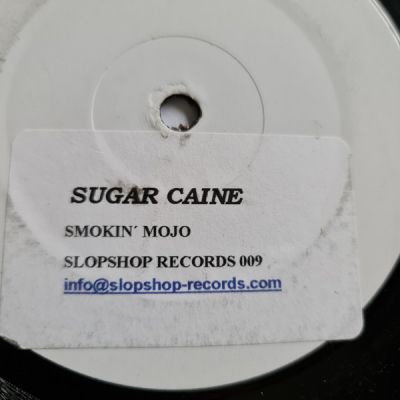 SUGAR CAINE
SMOKIN´ MOJO
SLOPSHOP RECORDS 009
info@slopshop-records.com